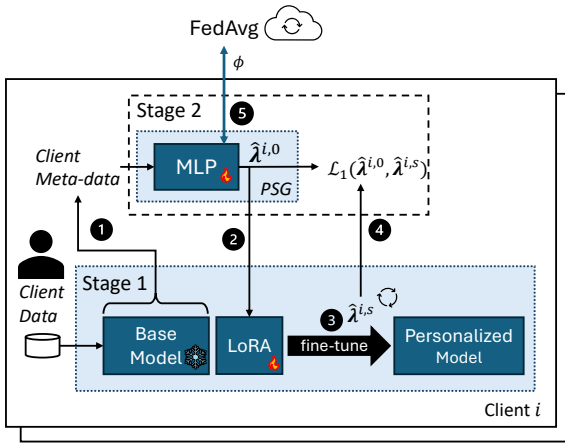 FedAvg
ϕ
Stage 2
5
Client
Meta-data
MLP
λ̂^{i,0}
PSG
ℒ₁(λ̂^{i,0}, λ̂^{i,s})
1
2
4
Client
Data
Stage 1
3
λ̂^{i,s}
Base
Model
LoRA
fine-tune
Personalized
Model
Client i